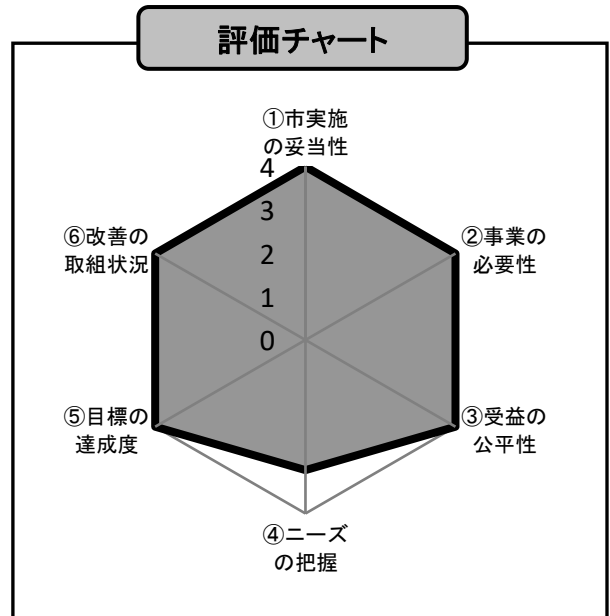 評価チャート
①市実施
の妥当性
4
3
2
1
0
②事業の
必要性
③受益の
公平性
④ニーズ
の把握
⑤目標の
達成度
⑥改善の
取組状況